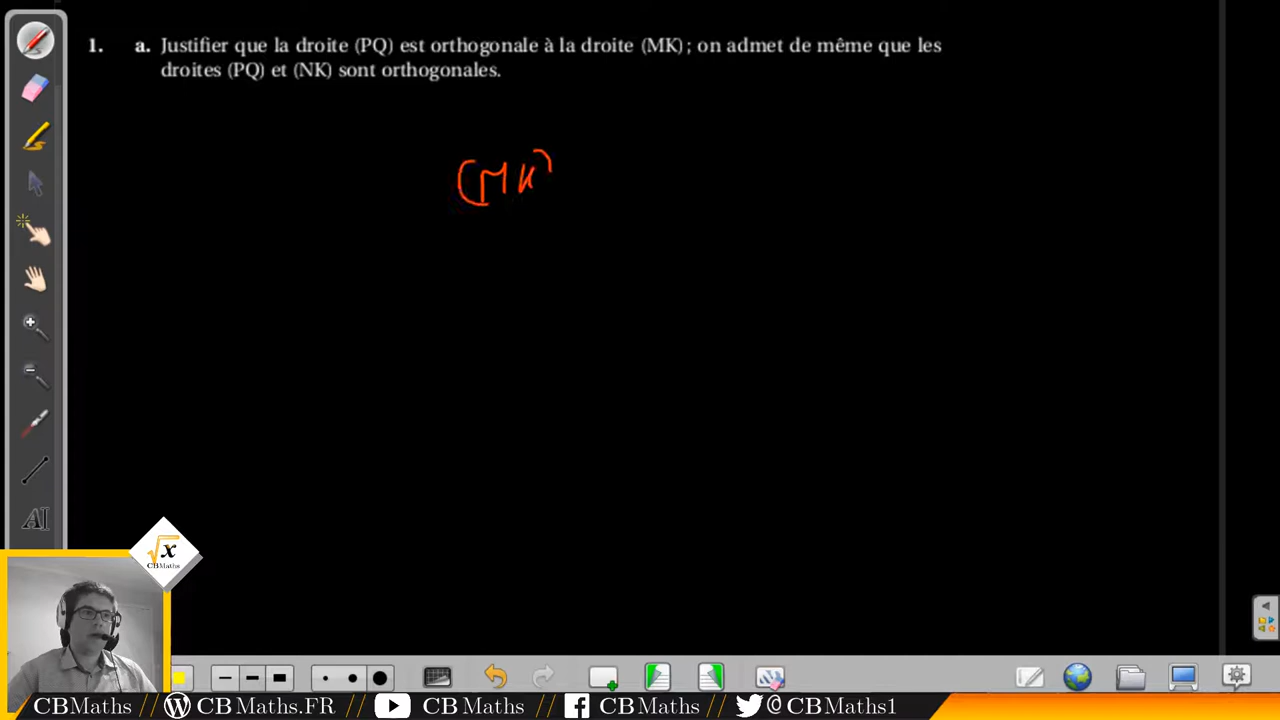 1. a. Justifier que la droite (PQ) est orthogonale à la droite (MK) ; on admet de même que les
droites (PQ) et (NK) sont orthogonales.
(MK)
AI
√x
CBMaths
CBMaths // CBMaths.FR // CBMaths // CBMaths // @CBMaths1